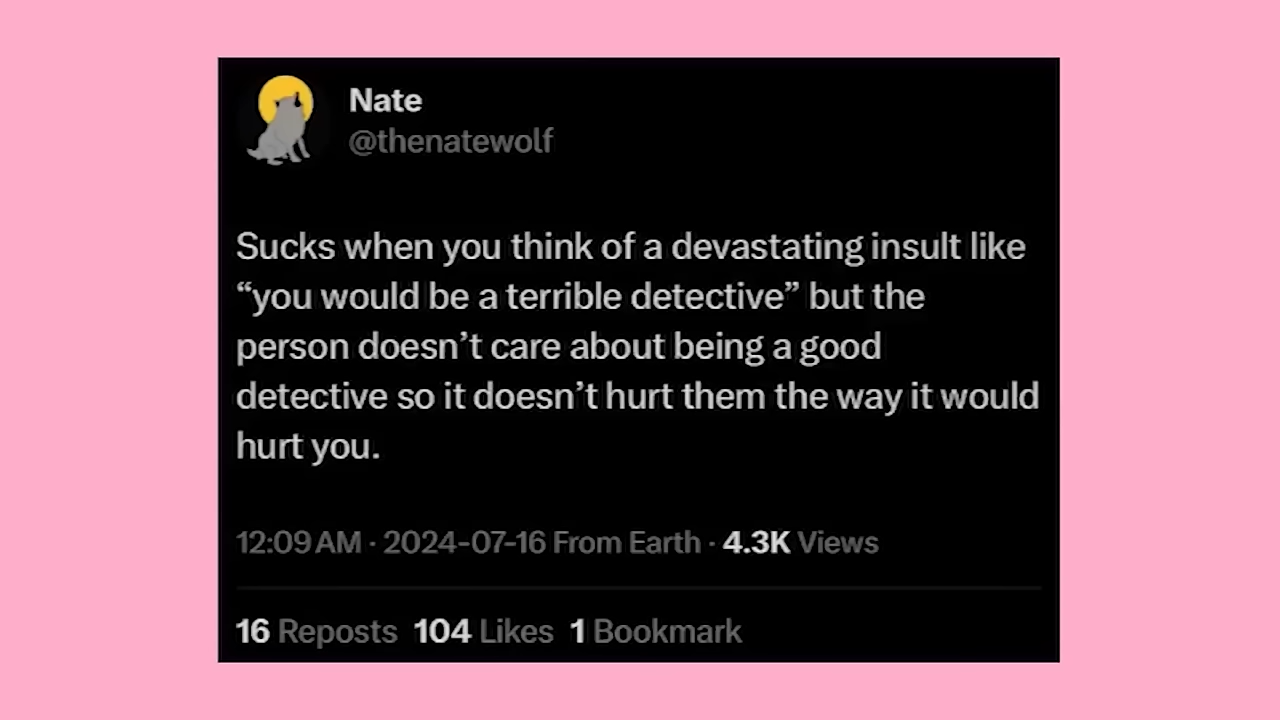 Nate
@thenatewolf
Sucks when you think of a devastating insult like
“you would be a terrible detective” but the
person doesn’t care about being a good
detective so it doesn’t hurt them the way it would
hurt you.
12:09 AM · 2024-07-16 From Earth · 4.3K Views
16 Reposts 104 Likes 1 Bookmark